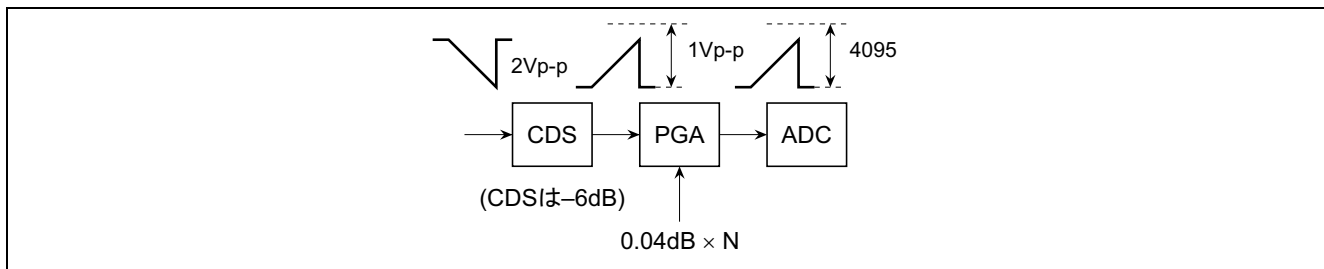 2Vp-p
1Vp-p
4095
CDS
PGA
ADC
(CDSは–6dB)
0.04dB × N